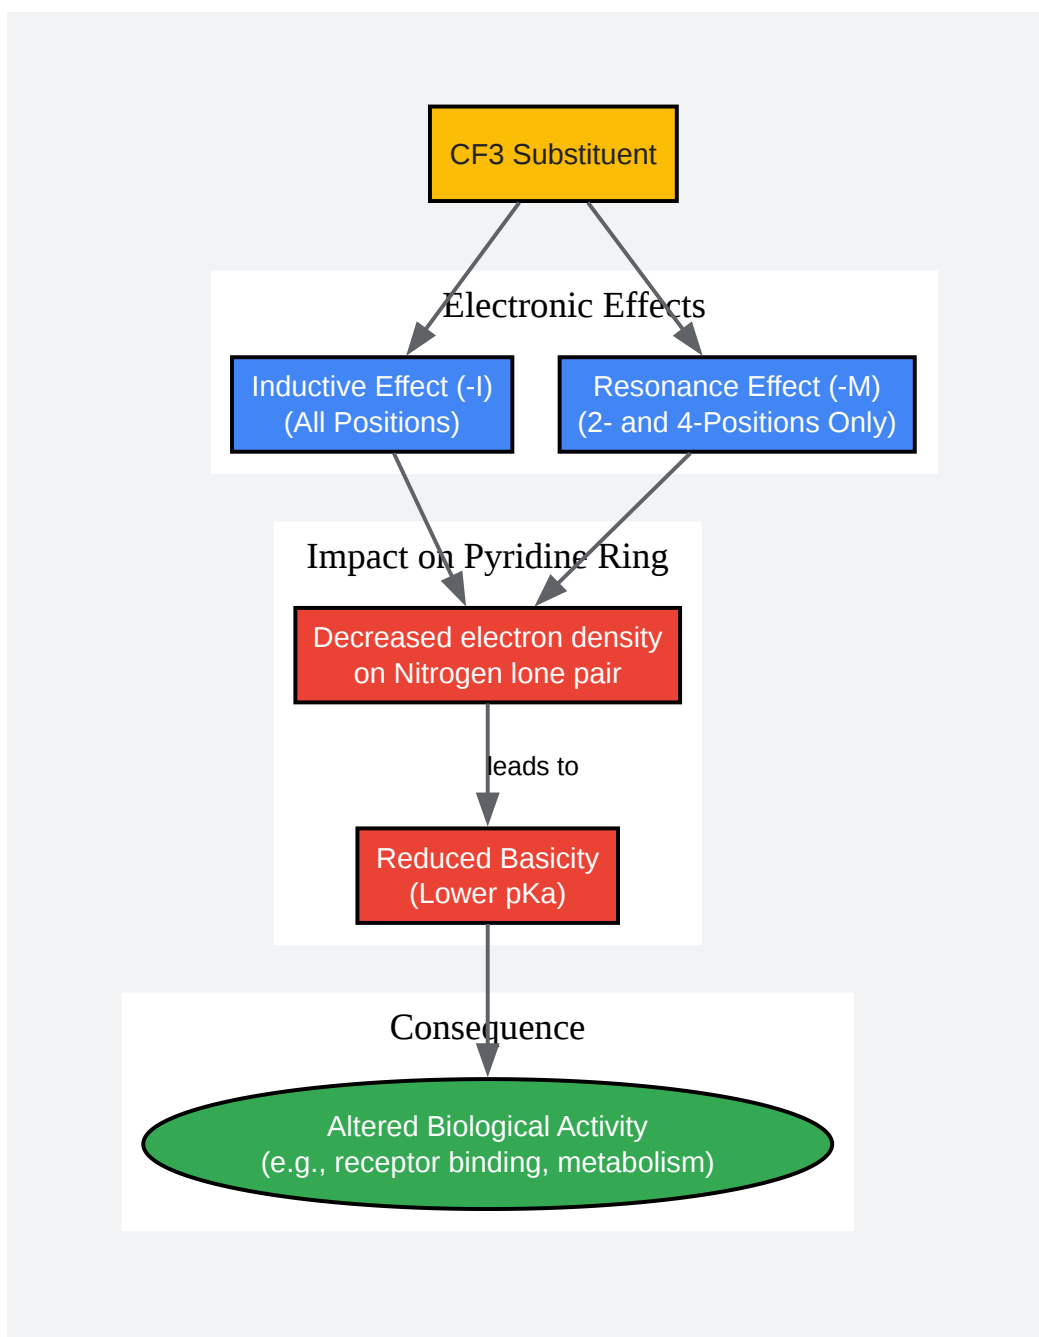 CF3 Substituent
Electronic Effects
Inductive Effect (-I)
(All Positions)
Resonance Effect (-M)
(2- and 4-Positions Only)
Impact on Pyridine Ring
Decreased electron density
on Nitrogen lone pair
leads to
Reduced Basicity
(Lower pKa)
Consequence
Altered Biological Activity
(e.g., receptor binding, metabolism)